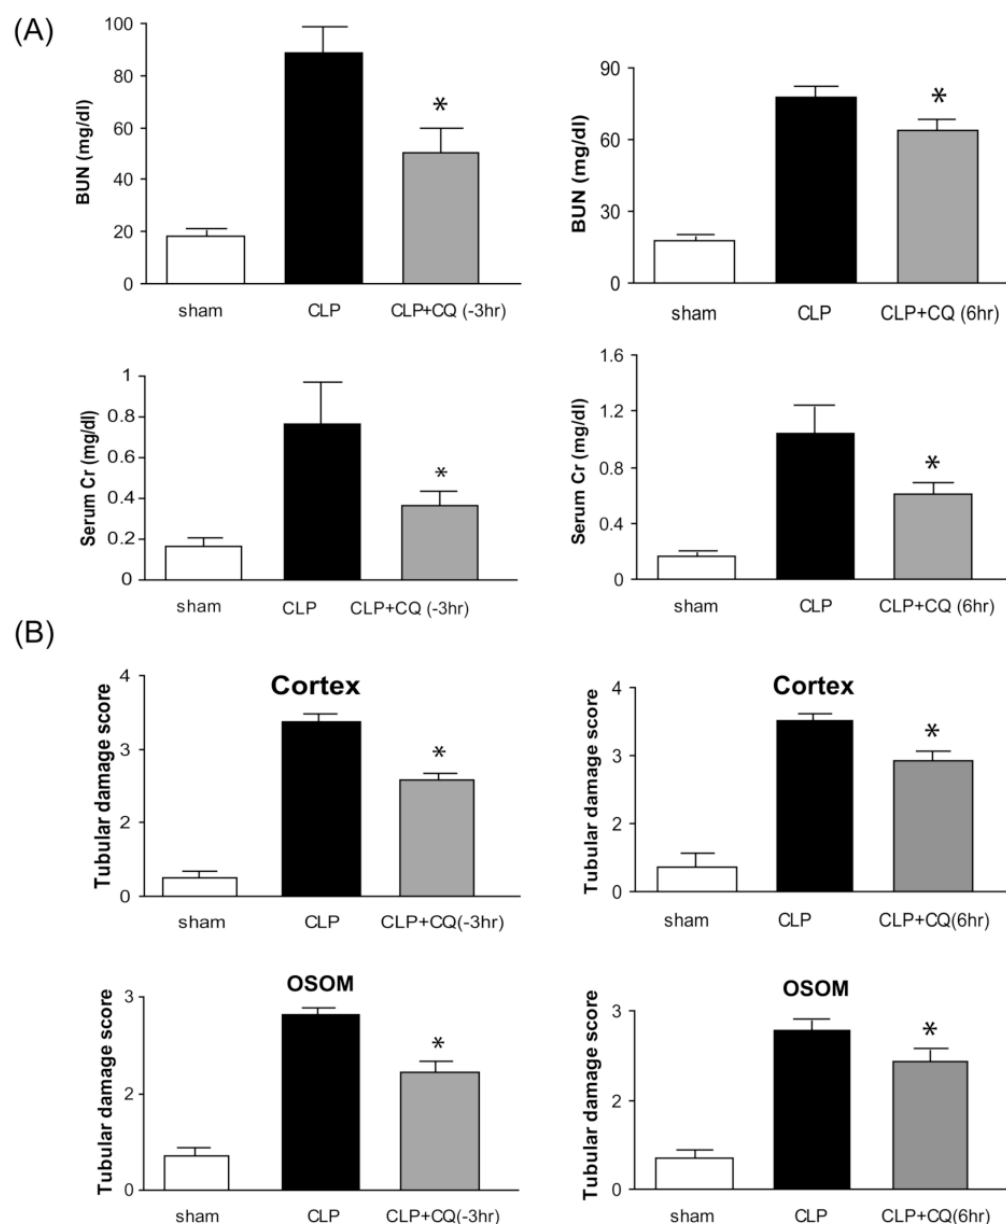 (A)
BUN (mg/dl)
100
80
60
40
20
0
*
sham CLP CLP+CQ (-3hr)
BUN (mg/dl)
90
60
30
0
*
sham CLP CLP+CQ (6hr)
Serum Cr (mg/dl)
1
0.8
0.6
0.4
0.2
0
*
sham CLP CLP+CQ (-3hr)
Serum Cr (mg/dl)
1.6
1.2
0.8
0.4
0
*
sham CLP CLP+CQ (6hr)
(B)
Cortex
Tubular damage score
4
3
2
0
*
sham CLP CLP+CQ(-3hr)
Cortex
Tubular damage score
4
3
2
0
*
sham CLP CLP+CQ(6hr)
OSOM
Tubular damage score
3
2
0
*
sham CLP CLP+CQ(-3hr)
OSOM
Tubular damage score
3
2
0
*
sham CLP CLP+CQ(6hr)